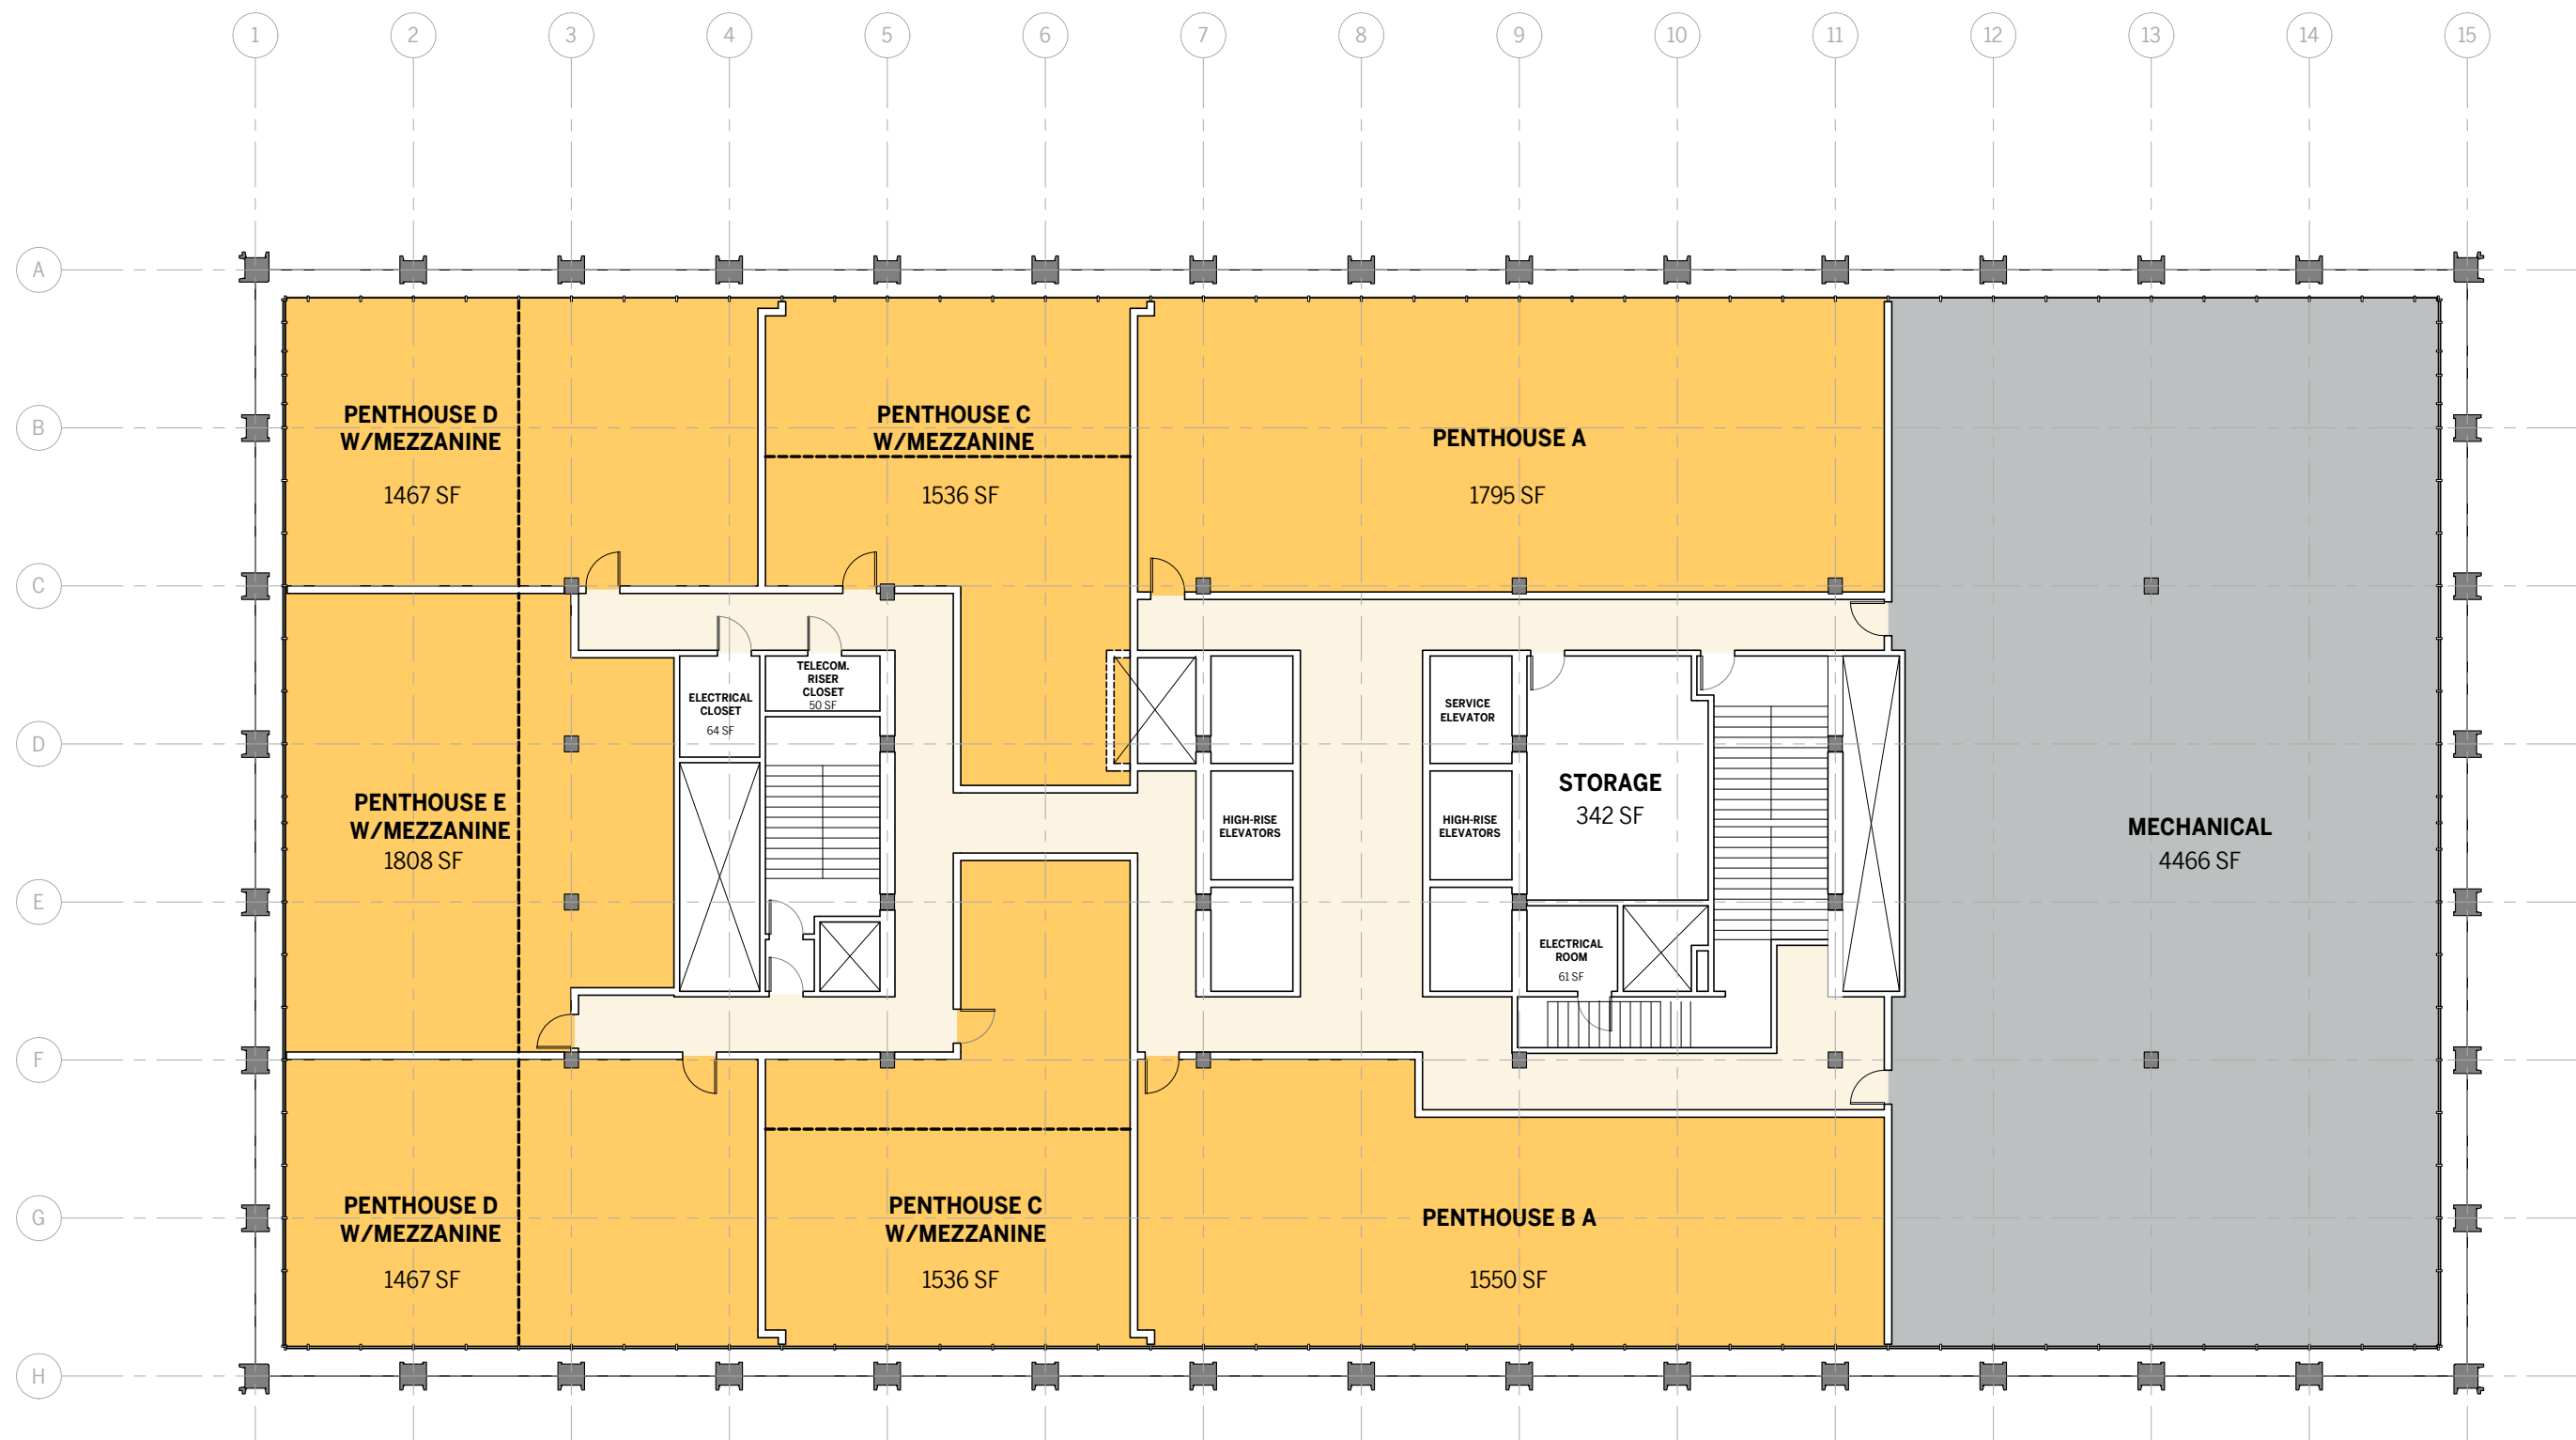 1 2 3 4 5 6 7 8 9 10 11 12 13 14 15
A
B
C
D
E
F
G
H
PENTHOUSE D
W/MEZZANINE
1467 SF
PENTHOUSE C
W/MEZZANINE
1536 SF
PENTHOUSE A
1795 SF
ELECTRICAL
CLOSET
64 SF
TELECOM.
RISER
CLOSET
50 SF
SERVICE
ELEVATOR
STORAGE
342 SF
PENTHOUSE E
W/MEZZANINE
1808 SF
HIGH-RISE
ELEVATORS
HIGH-RISE
ELEVATORS
MECHANICAL
4466 SF
ELECTRICAL
ROOM
61 SF
PENTHOUSE D
W/MEZZANINE
1467 SF
PENTHOUSE C
W/MEZZANINE
1536 SF
PENTHOUSE B A
1550 SF